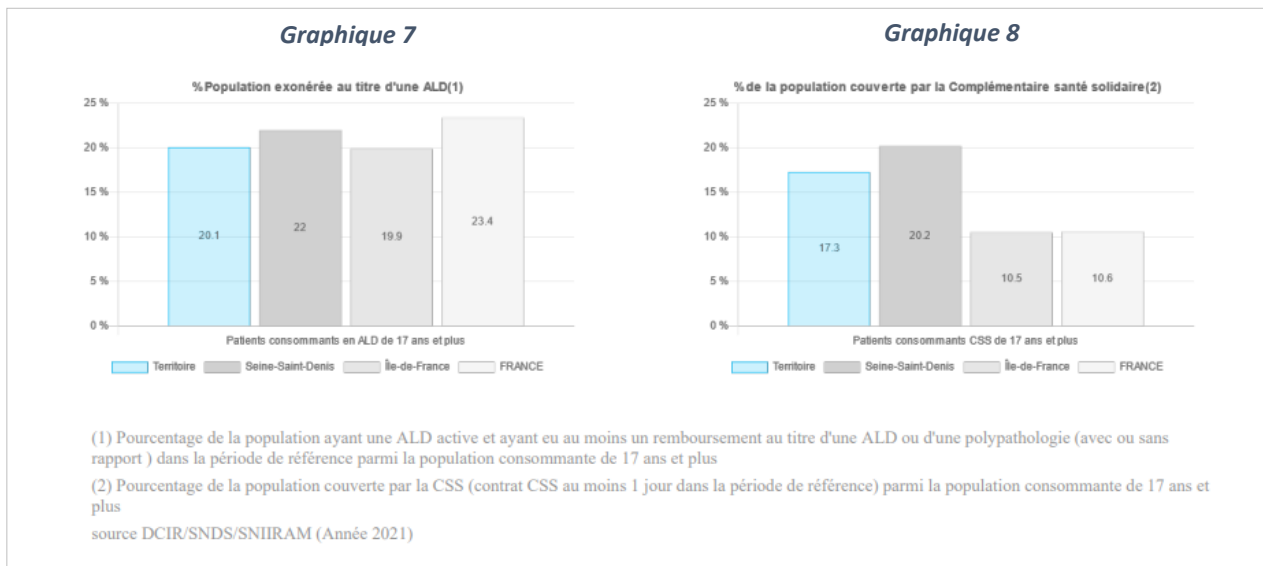 Graphique 7
%Population exonérée au titre d'une ALD(1)
25 %
20 %
15 %
10 %
5 %
0 %
20.1
22
19.9
23.4
Patients consommants en ALD de 17 ans et plus
Territoire Seine-Saint-Denis Île-de-France FRANCE
Graphique 8
%de la population couverte par la Complémentaire santé solidaire(2)
25 %
20 %
15 %
10 %
5 %
0 %
17.3
20.2
10.5
10.6
Patients consommants CSS de 17 ans et plus
Territoire Seine-Saint-Denis Île-de-France FRANCE
(1) Pourcentage de la population ayant une ALD active et ayant eu au moins un remboursement au titre d'une ALD ou d'une polypathologie (avec ou sans
rapport ) dans la période de référence parmi la population consommante de 17 ans et plus
(2) Pourcentage de la population couverte par la CSS (contrat CSS au moins 1 jour dans la période de référence) parmi la population consommante de 17 ans et
plus
source DCIR/SNDS/SNIIRAM (Année 2021)